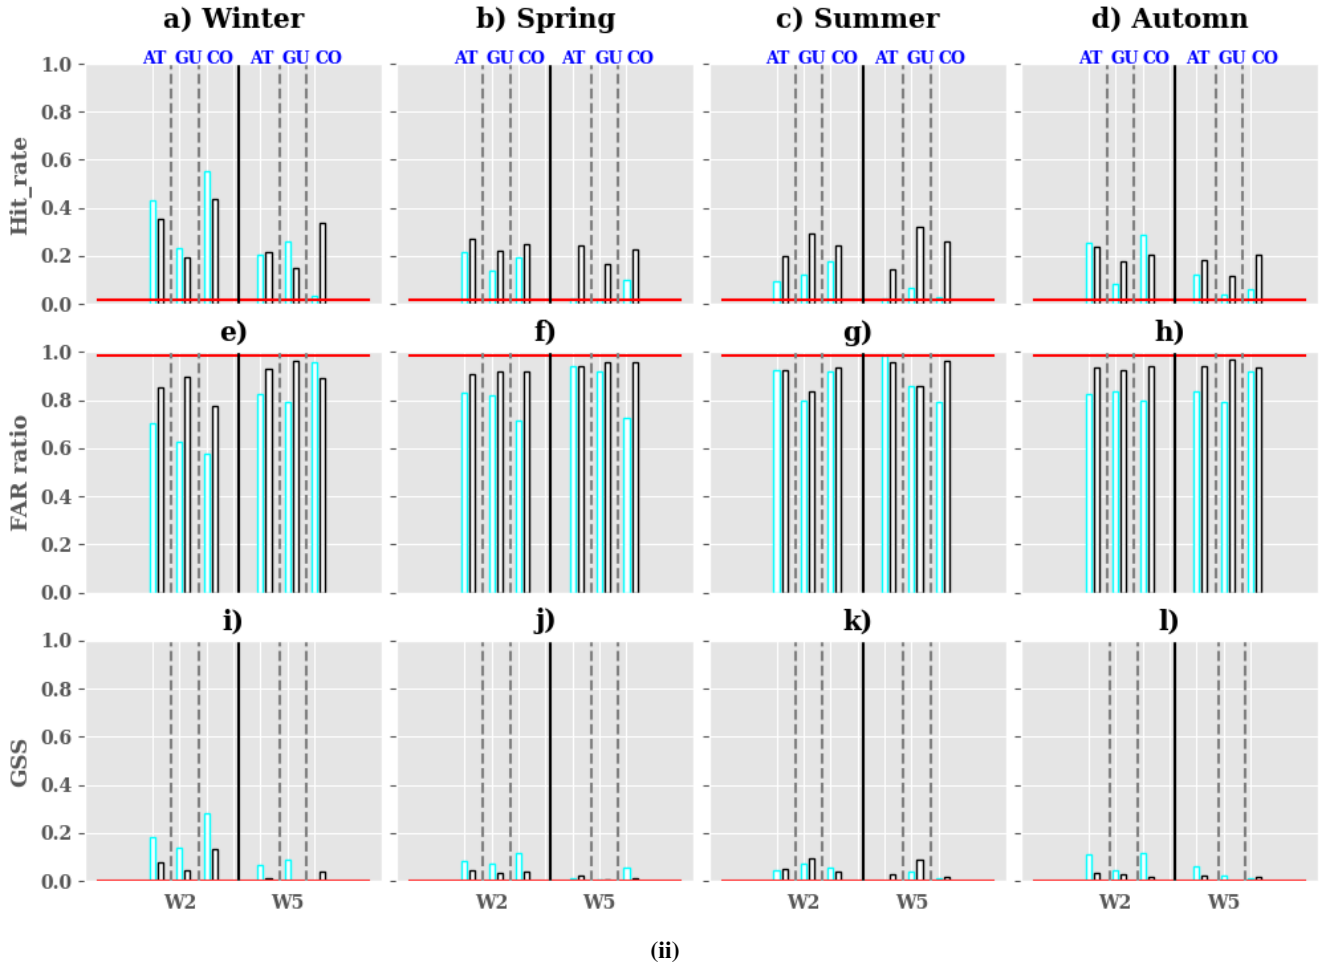 a) Winter b) Spring c) Summer d) Automn
AT GU CO AT GU CO AT GU CO AT GU CO AT GU CO AT GU CO AT GU CO AT GU CO
Hit_rate
1.0
0.8
0.6
0.4
0.2
0.0
e) f) g) h)
FAR ratio
1.0
0.8
0.6
0.4
0.2
0.0
i) j) k) l)
GSS
1.0
0.8
0.6
0.4
0.2
0.0
W2 W5 W2 W5 W2 W5 W2 W5
(ii)